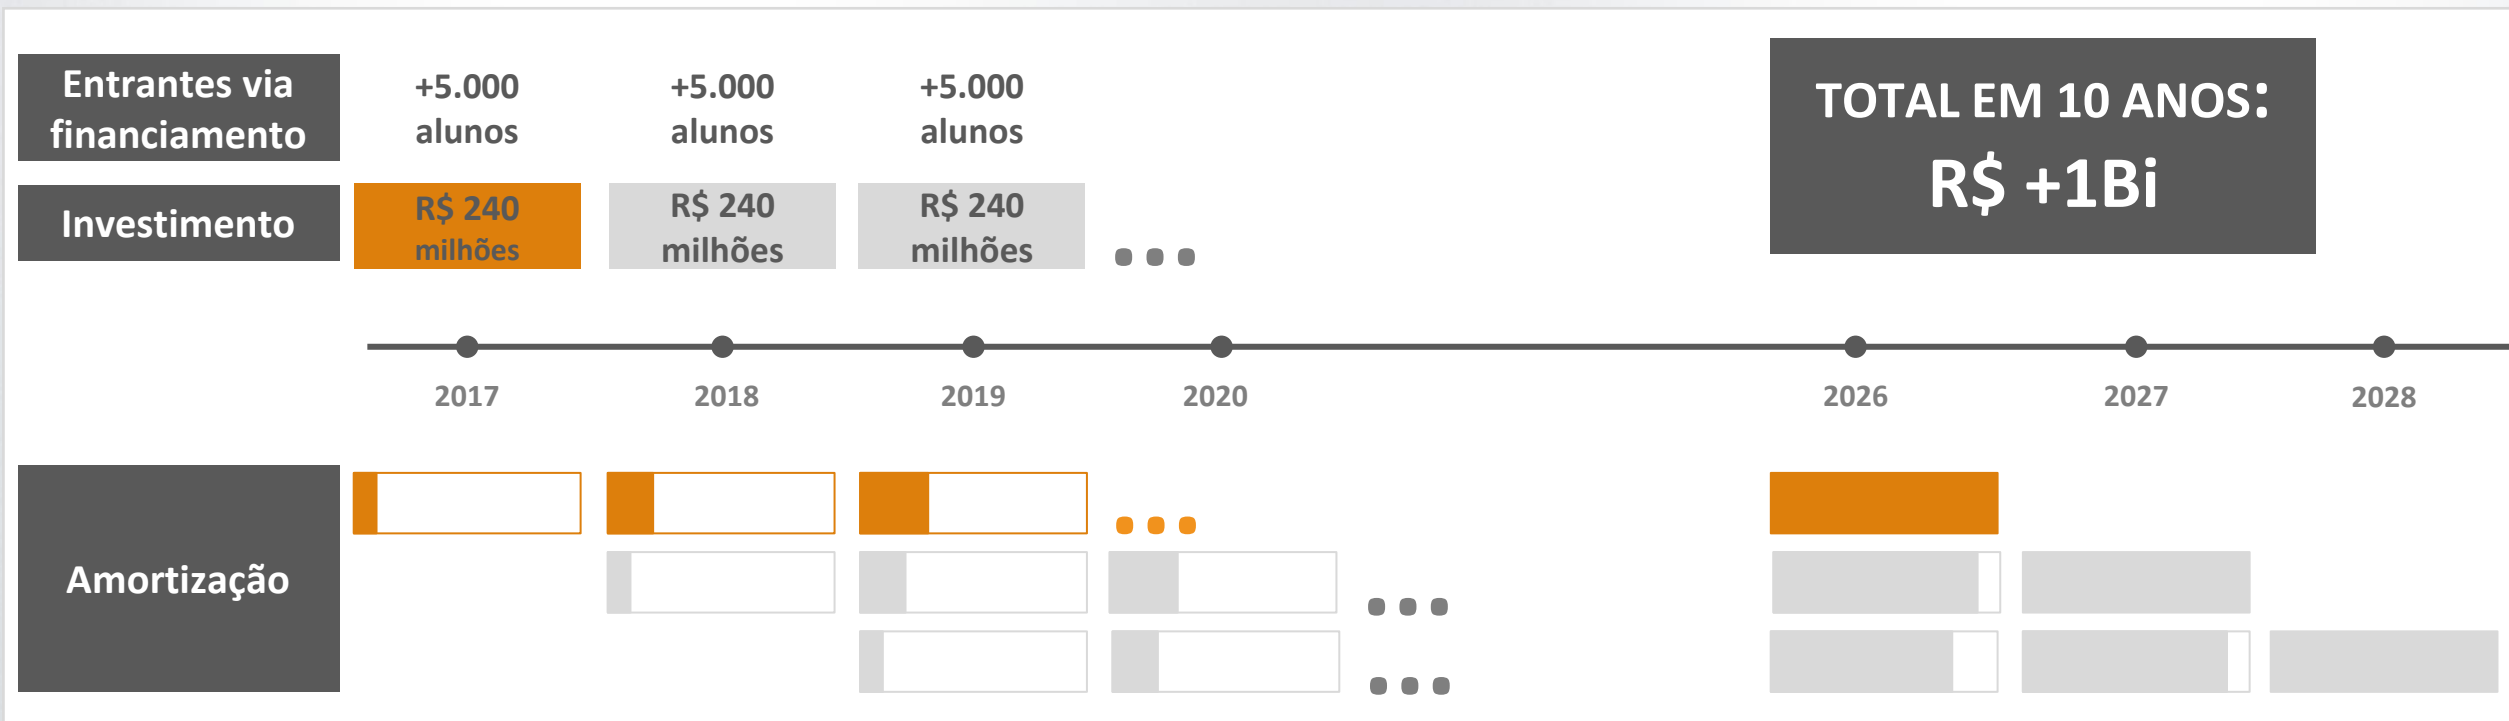 Entrantes via
financiamento
+5.000
alunos
+5.000
alunos
+5.000
alunos
TOTAL EM 10 ANOS:
R$ +1Bi
Investimento
R$ 240
milhões
R$ 240
milhões
R$ 240
milhões
...
2017
2018
2019
2020
2026
2027
2028
Amortização
...
...
...